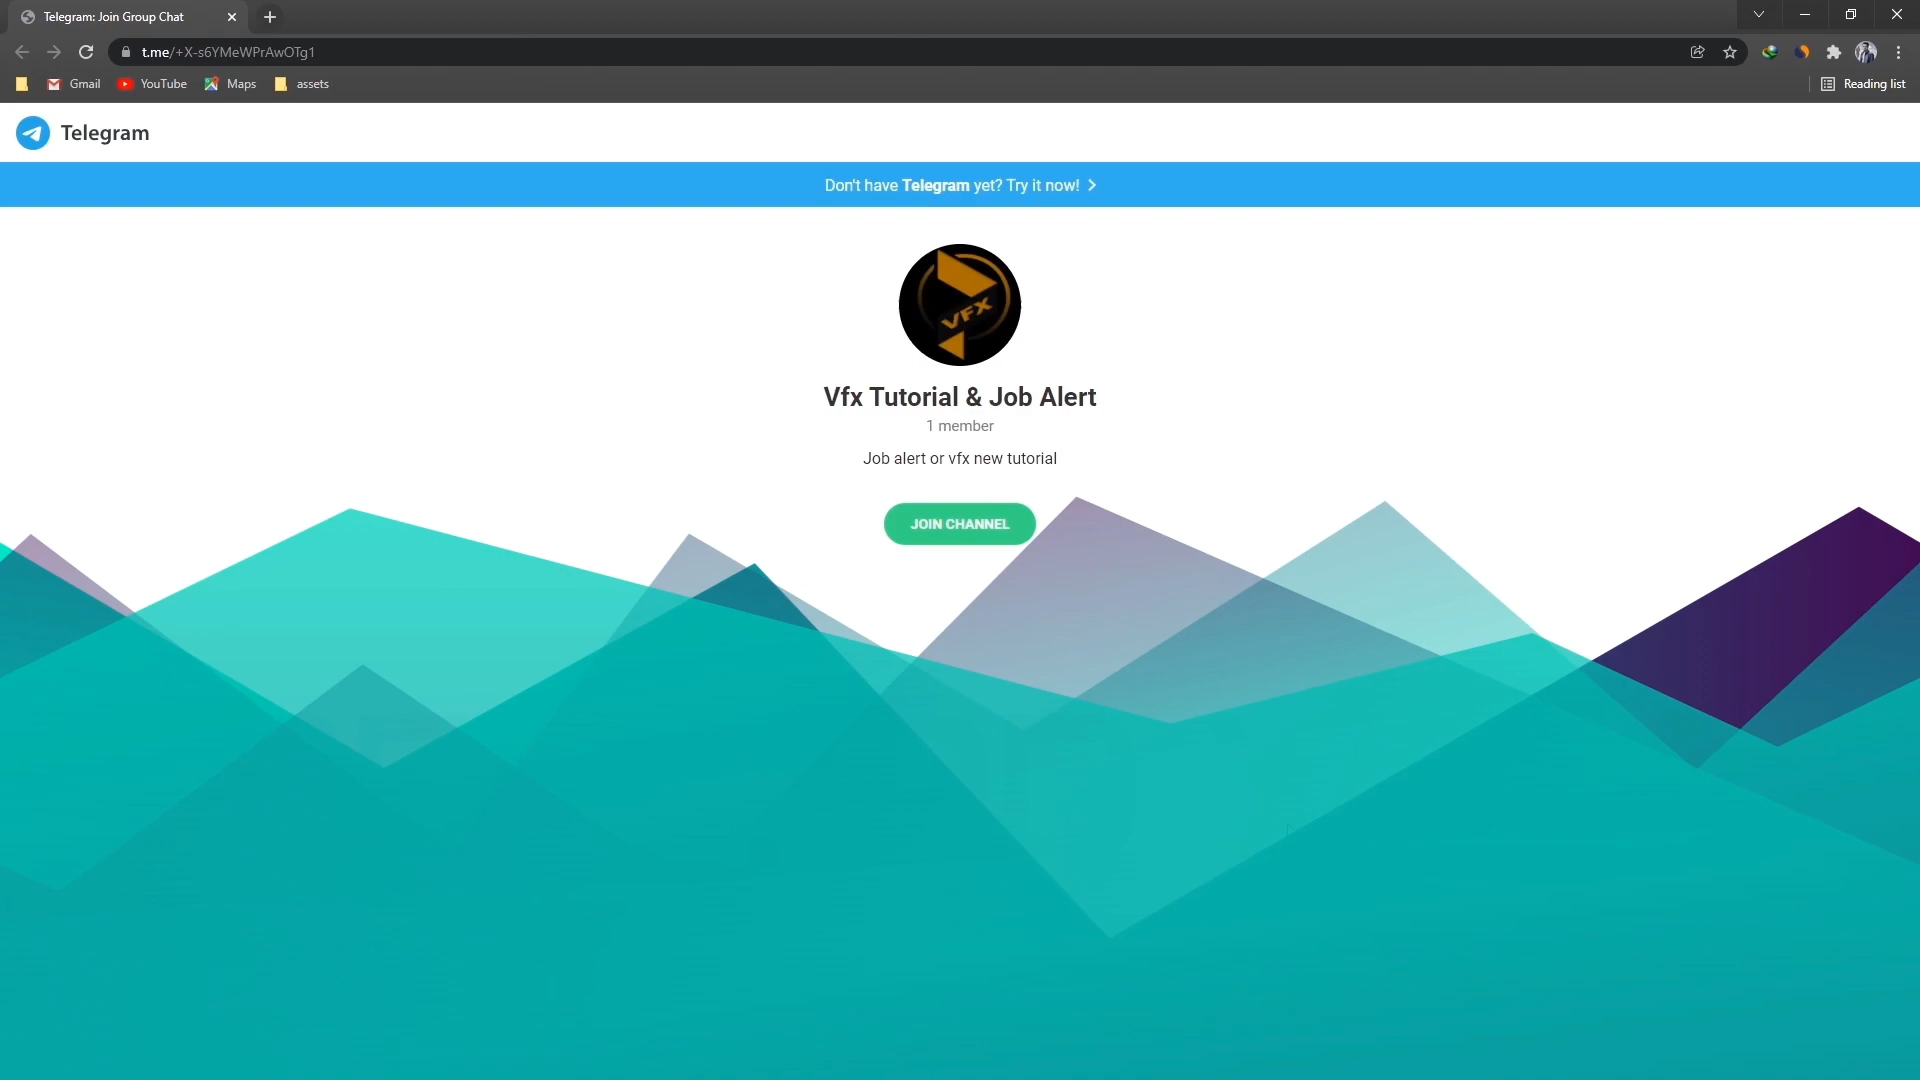 Telegram: Join Group Chat
t.me/+X-s6YMeWPrAwOTg1
Gmail YouTube Maps assets Reading list
Telegram
Don't have Telegram yet? Try it now!
VFX
Vfx Tutorial & Job Alert
1 member
Job alert or vfx new tutorial
JOIN CHANNEL